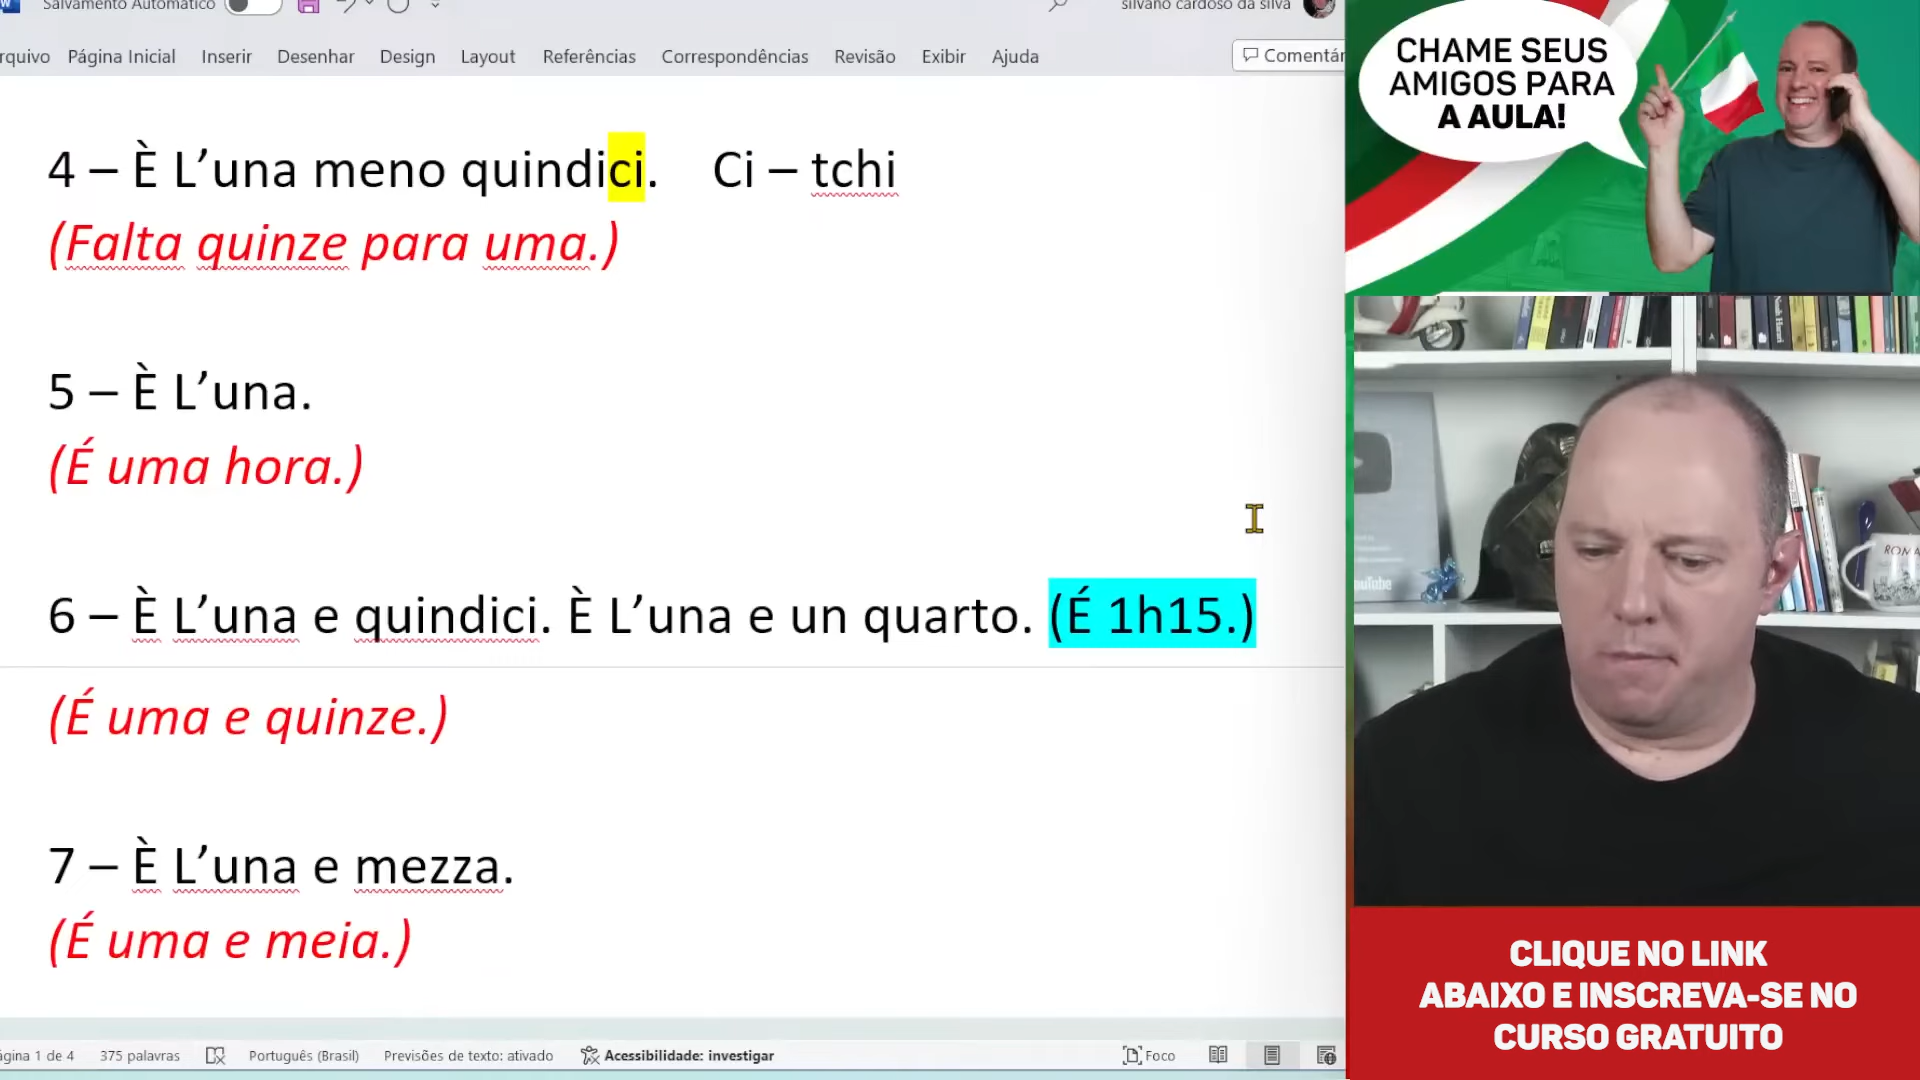 Salvamento Automático
silvano cardoso da silva
rquivo Página Inicial Inserir Desenhar Design Layout Referências Correspondências Revisão Exibir Ajuda
Comentár
4 – È L’una meno quindici. Ci – tchi
(Falta quinze para uma.)
5 – È L’una.
(É uma hora.)
6 – È L’una e quindici. È L’una e un quarto. (É 1h15.)
(É uma e quinze.)
7 – È L’una e mezza.
(É uma e meia.)
ágina 1 de 4 375 palavras Português (Brasil) Previsões de texto: ativado Acessibilidade: investigar Foco
CHAME SEUS
AMIGOS PARA
A AULA!
ROMA
CLIQUE NO LINK
ABAIXO E INSCREVA-SE NO
CURSO GRATUITO